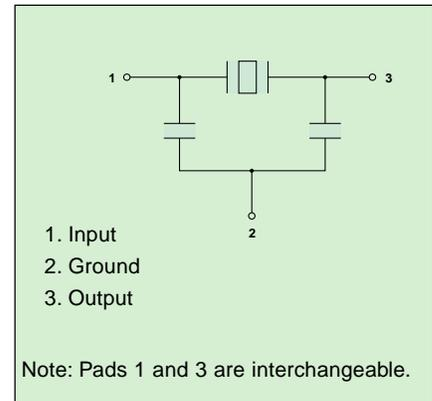 1 3
2
1. Input
2. Ground
3. Output
Note: Pads 1 and 3 are interchangeable.